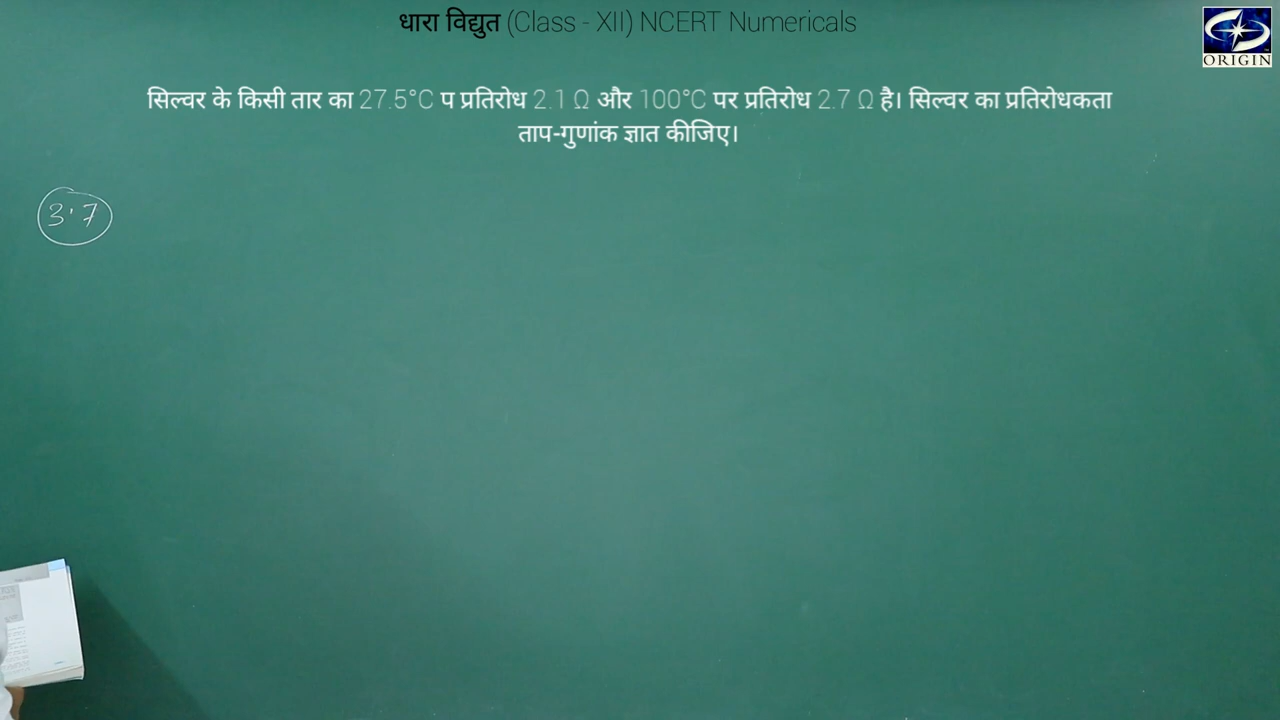 धारा विद्युत (Class - XII) NCERT Numericals
ORIGIN
सिल्वर के किसी तार का 27.5°C प प्रतिरोध 2.1 Ω और 100°C पर प्रतिरोध 2.7 Ω है। सिल्वर का प्रतिरोधकता
ताप-गुणांक ज्ञात कीजिए।
3.7